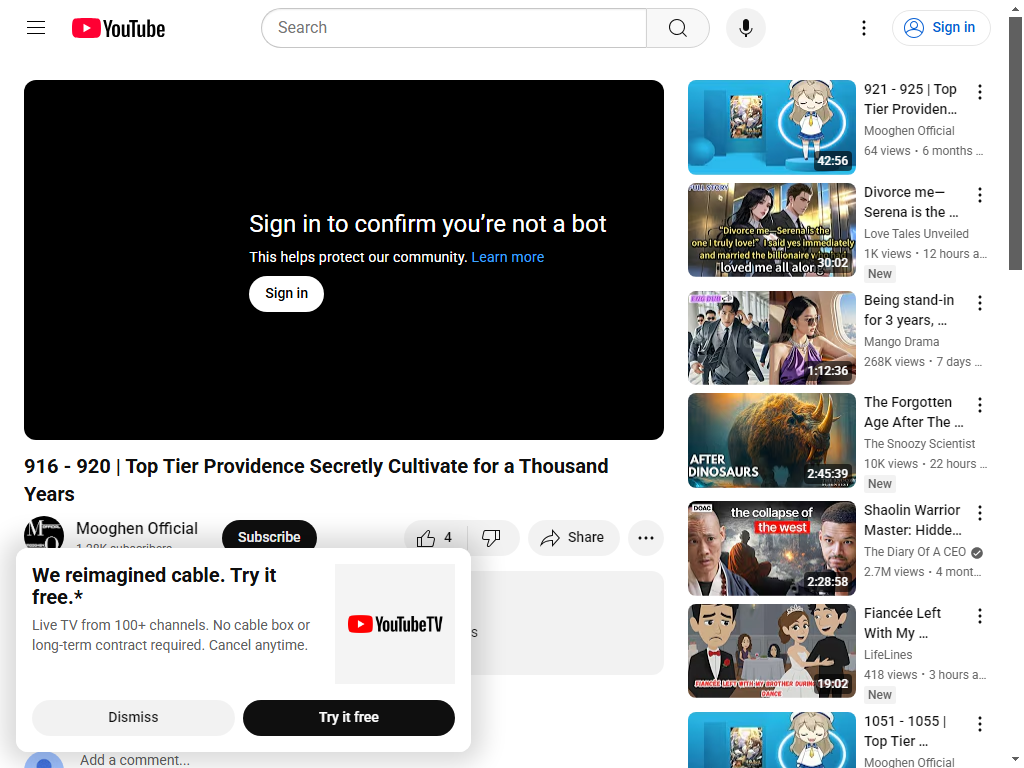 YouTube
Search
Sign in
Sign in to confirm you’re not a bot
This helps protect our community. Learn more
Sign in
916 - 920 | Top Tier Providence Secretly Cultivate for a Thousand
Years
Mooghen Official
Subscribe
4
Share
We reimagined cable. Try it
free.*
Live TV from 100+ channels. No cable box or
long-term contract required. Cancel anytime.
YouTubeTV
Dismiss
Try it free
Add a comment...
42:56
921 - 925 | Top
Tier Providen...
Mooghen Official
64 views • 6 months ...
FULL STORY
"Divorce me—Serena is the
one I truly love!" I said yes immediately
and married the billionaire
loved me all along
30:02
Divorce me—
Serena is the ...
Love Tales Unveiled
1K views • 12 hours a...
New
ENG DUB
1:12:36
Being stand-in
for 3 years, ...
Mango Drama
268K views • 7 days ...
AFTER
DINOSAURS
2:45:39
The Forgotten
Age After The ...
The Snoozy Scientist
10K views • 22 hours ...
New
DOAC
the collapse of
the west
2:28:58
Shaolin Warrior
Master: Hidde...
The Diary Of A CEO
2.7M views • 4 mont...
FIANCÉE LEFT WITH MY BROTHER DURING
DANCE
19:02
Fiancée Left
With My ...
LifeLines
418 views • 3 hours a...
New
1051 - 1055 |
Top Tier ...
Mooghen Official